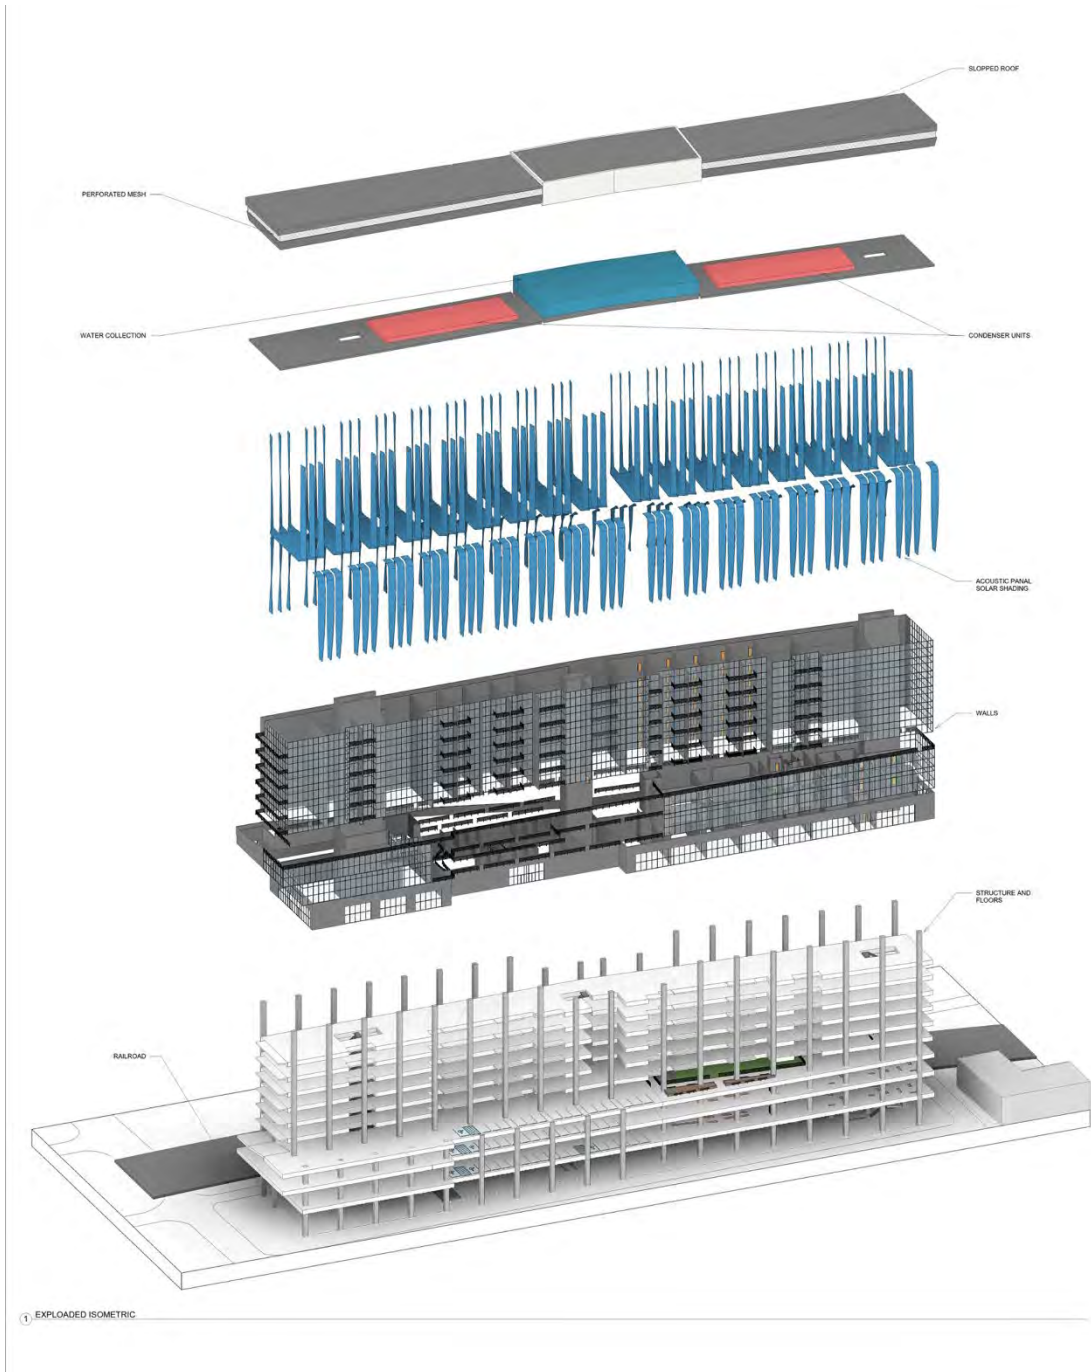 SLOPPED ROOF
PERFORATED MESH
WATER COLLECTION
CONDENSER UNITS
ACOUSTIC PANAL
SOLAR SHADING
WALLS
STRUCTURE AND
FLOORS
RAILROAD
1 EXPLOADED ISOMETRIC